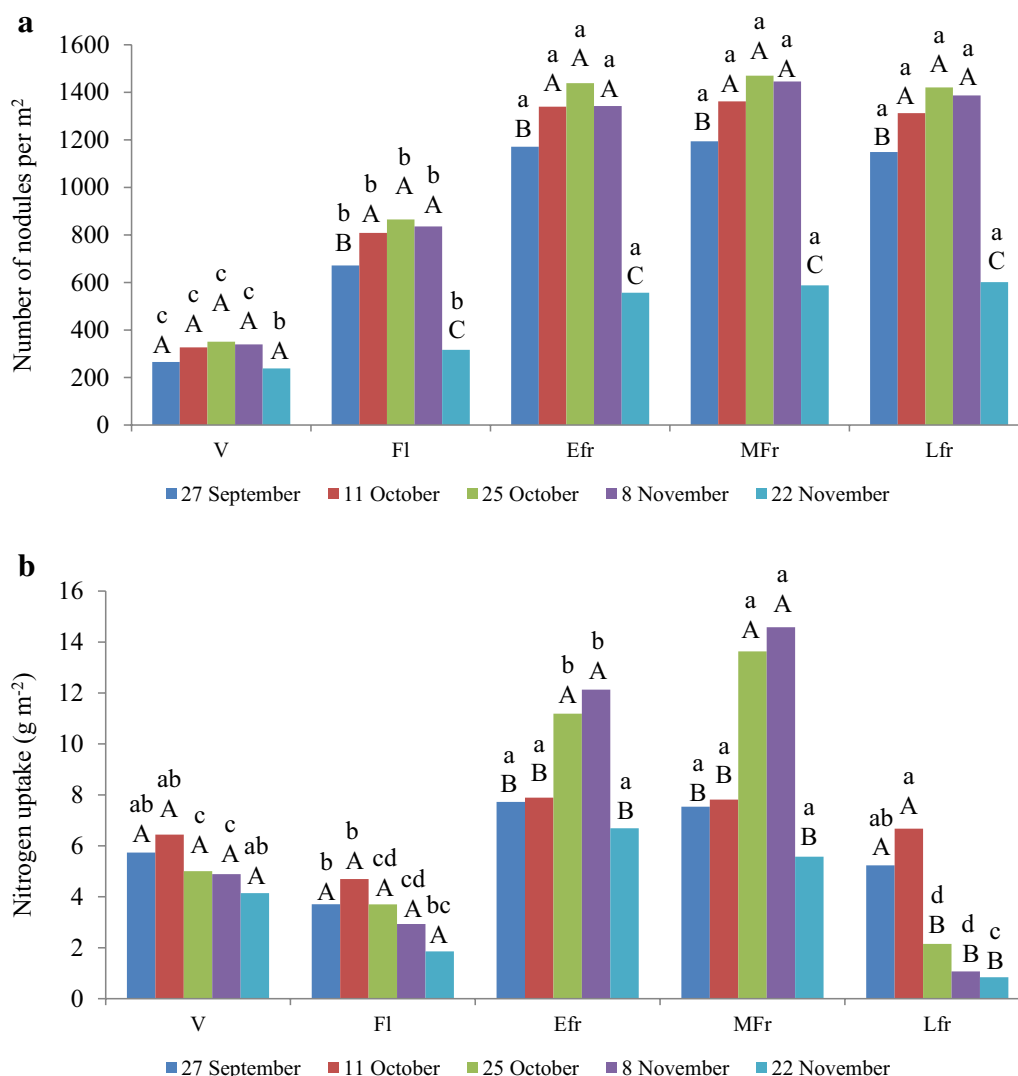 a
Number of nodules per m²
1600
1400
1200
1000
800
600
400
200
0
c c c c b
A A A A A
b b b b b
B A A A C
a a a a a
B A A A C
a a a a a
B A A A C
a a a a a
B A A A C
V Fl Efr MFr Lfr
27 September 11 October 25 October 8 November 22 November
b
Nitrogen uptake (g m⁻²)
16
14
12
10
8
6
4
2
0
ab ab c c ab
A A A A A
b b cd cd bc
A A A A A
a a b b a
B B A A B
a a a a a
B B A A B
ab a d d c
A A B B B
V Fl Efr MFr Lfr
27 September 11 October 25 October 8 November 22 November